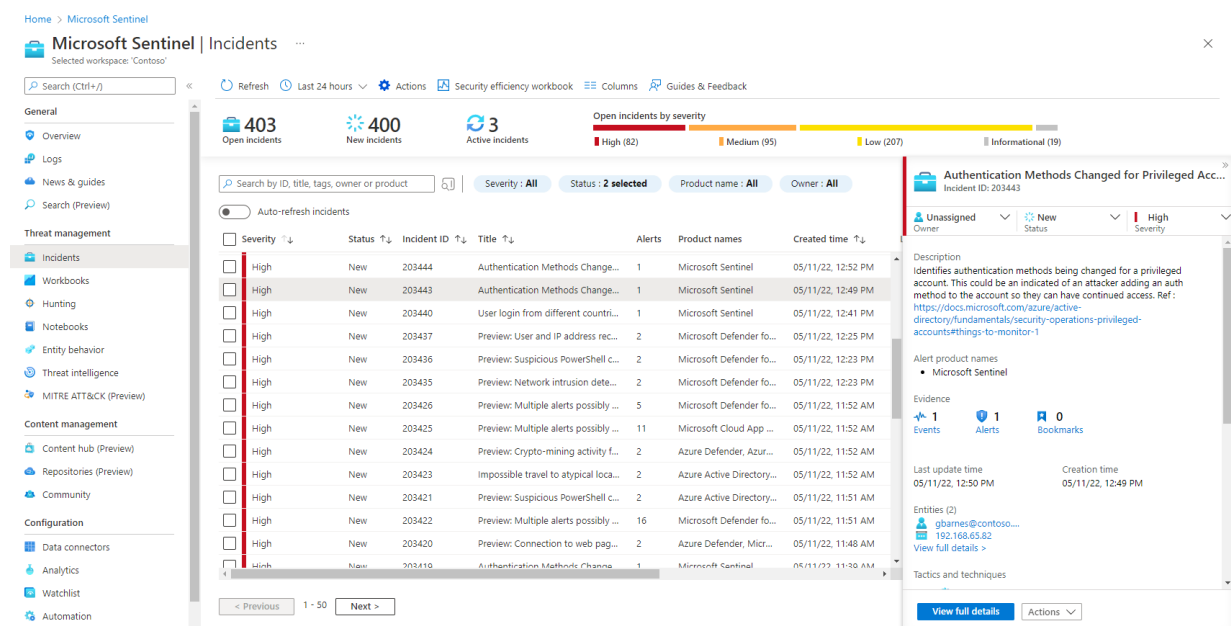 Home > Microsoft Sentinel
Microsoft Sentinel | Incidents ...
Selected workspace: 'Contoso'
Search (Ctrl+/)
«
General
Overview
Logs
News & guides
Search (Preview)
Threat management
Incidents
Workbooks
Hunting
Notebooks
Entity behavior
Threat intelligence
MITRE ATT&CK (Preview)
Content management
Content hub (Preview)
Repositories (Preview)
Community
Configuration
Data connectors
Analytics
Watchlist
Automation
Refresh Last 24 hours Actions Security efficiency workbook Columns Guides & Feedback
403 400 3
Open incidents New incidents Active incidents
Open incidents by severity
High (82) Medium (95) Low (207) Informational (19)
Search by ID, title, tags, owner or product Severity : All Status : 2 selected Product name : All Owner : All
Auto-refresh incidents
Severity ↑↓ Status ↑↓ Incident ID ↑↓ Title ↑↓ Alerts Product names Created time ↑↓
High New 203444 Authentication Methods Change... 1 Microsoft Sentinel 05/11/22, 12:52 PM
High New 203443 Authentication Methods Change... 1 Microsoft Sentinel 05/11/22, 12:49 PM
High New 203440 User login from different countri... 1 Microsoft Sentinel 05/11/22, 12:41 PM
High New 203437 Preview: User and IP address rec... 2 Microsoft Defender fo... 05/11/22, 12:25 PM
High New 203436 Preview: Suspicious PowerShell c... 2 Microsoft Defender fo... 05/11/22, 12:23 PM
High New 203435 Preview: Network intrusion dete... 2 Microsoft Defender fo... 05/11/22, 12:23 PM
High New 203426 Preview: Multiple alerts possibly ... 5 Microsoft Defender fo... 05/11/22, 11:52 AM
High New 203425 Preview: Multiple alerts possibly ... 11 Microsoft Cloud App ... 05/11/22, 11:52 AM
High New 203424 Preview: Crypto-mining activity f... 2 Azure Defender, Azur... 05/11/22, 11:52 AM
High New 203423 Impossible travel to atypical loca... 2 Azure Active Directory... 05/11/22, 11:52 AM
High New 203421 Preview: Suspicious PowerShell c... 2 Azure Active Directory... 05/11/22, 11:51 AM
High New 203422 Preview: Multiple alerts possibly ... 16 Microsoft Defender fo... 05/11/22, 11:51 AM
High New 203420 Preview: Connection to web pag... 2 Azure Defender, Micr... 05/11/22, 11:48 AM
High New 203419 Authentication Methods Change... 1 Microsoft Sentinel 05/11/22, 11:39 AM
< Previous 1 - 50 Next >
»
Authentication Methods Changed for Privileged Acc...
Incident ID: 203443
Unassigned New High
Owner Status Severity
Description
Identifies authentication methods being changed for a privileged
account. This could be an indicated of an attacker adding an auth
method to the account so they can have continued access. Ref :
https://docs.microsoft.com/azure/active-
directory/fundamentals/security-operations-privileged-
accounts#things-to-monitor-1
Alert product names
• Microsoft Sentinel
Evidence
1 1 0
Events Alerts Bookmarks
Last update time Creation time
05/11/22, 12:50 PM 05/11/22, 12:49 PM
Entities (2)
gbarnes@contoso....
192.168.65.82
View full details >
Tactics and techniques
View full details Actions